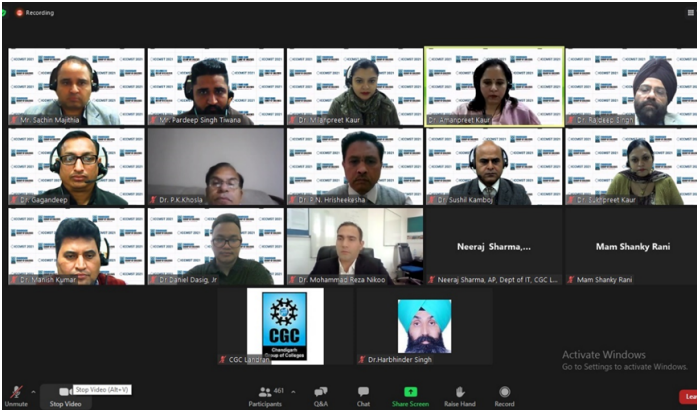 Recording
Mr. Sachin Majithia
Mr. Pardeep Singh Tiwana
Dr. Manpreet Kaur
Dr. Amanpreet Kaur
Dr. Rajdeep Singh
Dr. Gagandeep
Dr. P.K.Khosla
Dr. P.N. Hrisheekesha
Dr. Sushil Kamboj
Dr. Sukhpreet Kaur
Dr. Manish Kumar
Dr Daniel Dasig, Jr
Dr. Mohammad Reza Nikoo
Neeraj Sharma,...
Neeraj Sharma, AP, Dept of IT, CGC L...
Mam Shanky Rani
Mam Shanky Rani
CGC
Chandigarh
Group of Colleges
CGC Landran
Dr.Harbhinder Singh
Activate Windows
Go to Settings to activate Windows.
Unmute
Stop Video (Alt+V)
Stop Video
461
Participants
Q&A
Chat
Share Screen
Raise Hand
Record
Lea